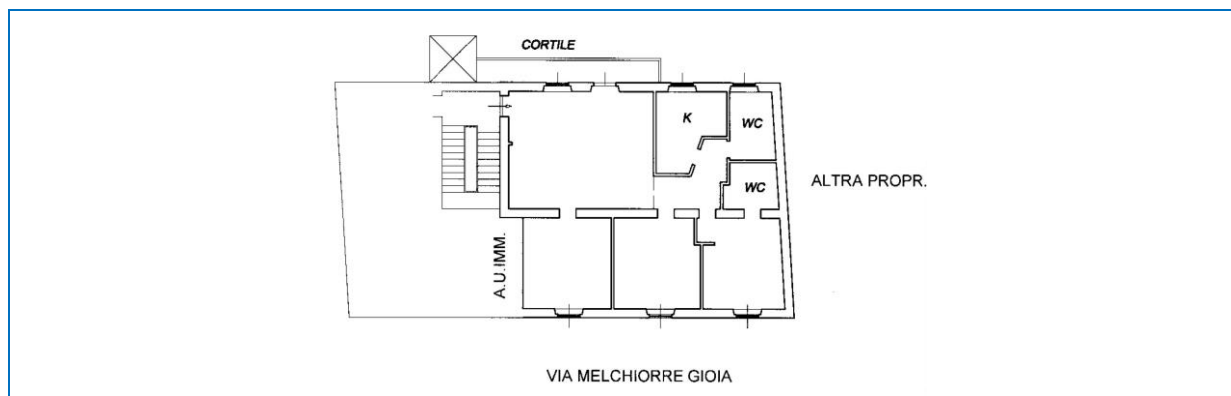 CORTILE
K
WC
WC
ALTRA PROPR.
A.U.IMM.
VIA MELCHIORRE GIOIA